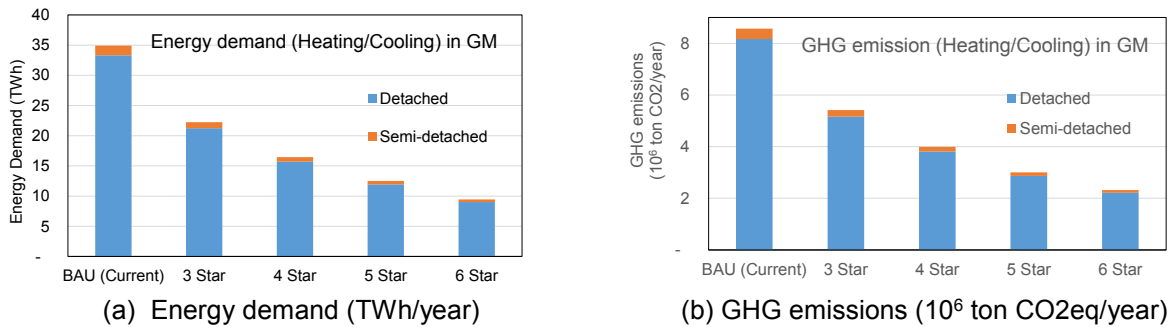 Energy demand (Heating/Cooling) in GM
Energy Demand (TWh)
40
35
30
25
20
15
10
5
-
Detached
Semi-detached
BAU (Current) 3 Star 4 Star 5 Star 6 Star
(a) Energy demand (TWh/year)
GHG emission (Heating/Cooling) in GM
GHG emissions
(10⁶ ton CO2/year)
8
6
4
2
-
Detached
Semi-detached
BAU (Current) 3 Star 4 Star 5 Star 6 Star
(b) GHG emissions (10⁶ ton CO2eq/year)